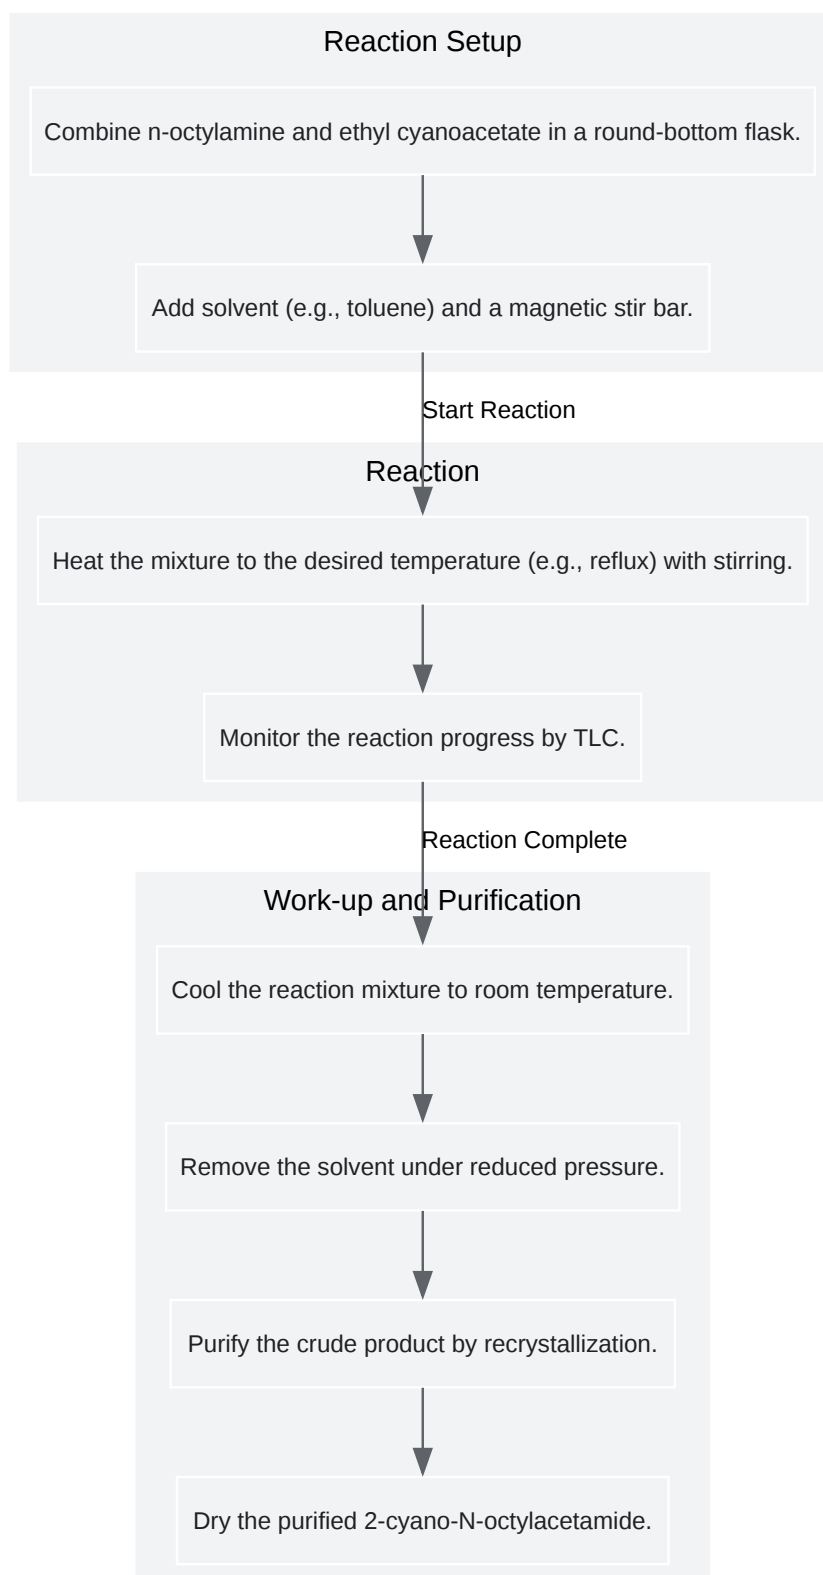 Reaction Setup
Combine n-octylamine and ethyl cyanoacetate in a round-bottom flask.
Add solvent (e.g., toluene) and a magnetic stir bar.
Start Reaction
Reaction
Heat the mixture to the desired temperature (e.g., reflux) with stirring.
Monitor the reaction progress by TLC.
Reaction Complete
Work-up and Purification
Cool the reaction mixture to room temperature.
Remove the solvent under reduced pressure.
Purify the crude product by recrystallization.
Dry the purified 2-cyano-N-octylacetamide.